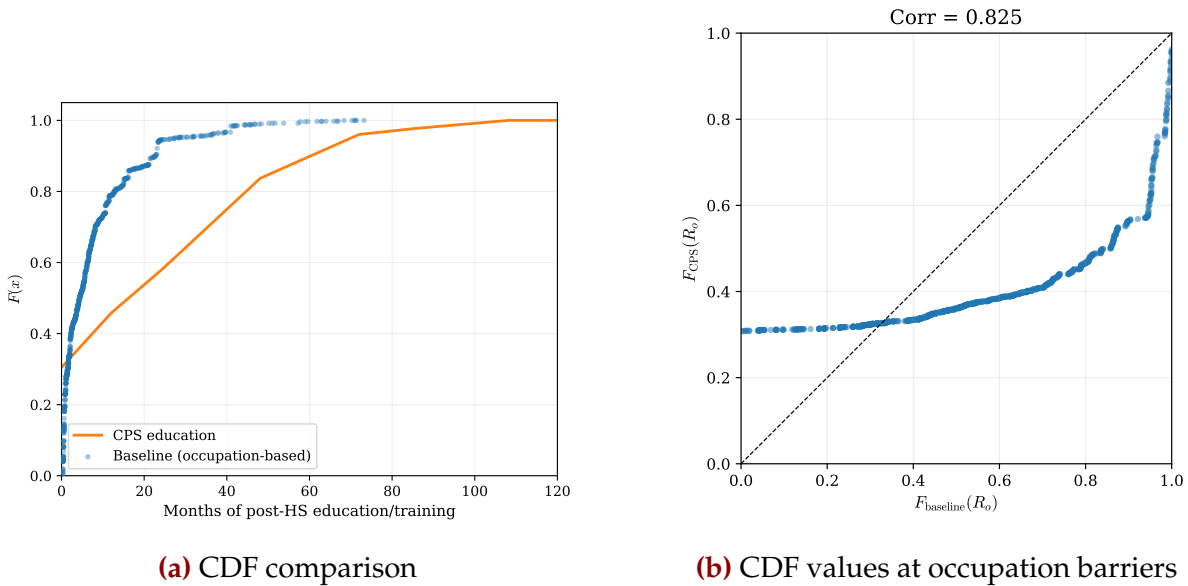 1.0
0.8
0.6
0.4
0.2
0.0
F(x)
CPS education
Baseline (occupation-based)
0 20 40 60 80 100 120
Months of post-HS education/training
(a) CDF comparison
Corr = 0.825
1.0
0.8
0.6
0.4
0.2
0.0
F_CPS(R_o)
0.0 0.2 0.4 0.6 0.8 1.0
F_baseline(R_o)
(b) CDF values at occupation barriers